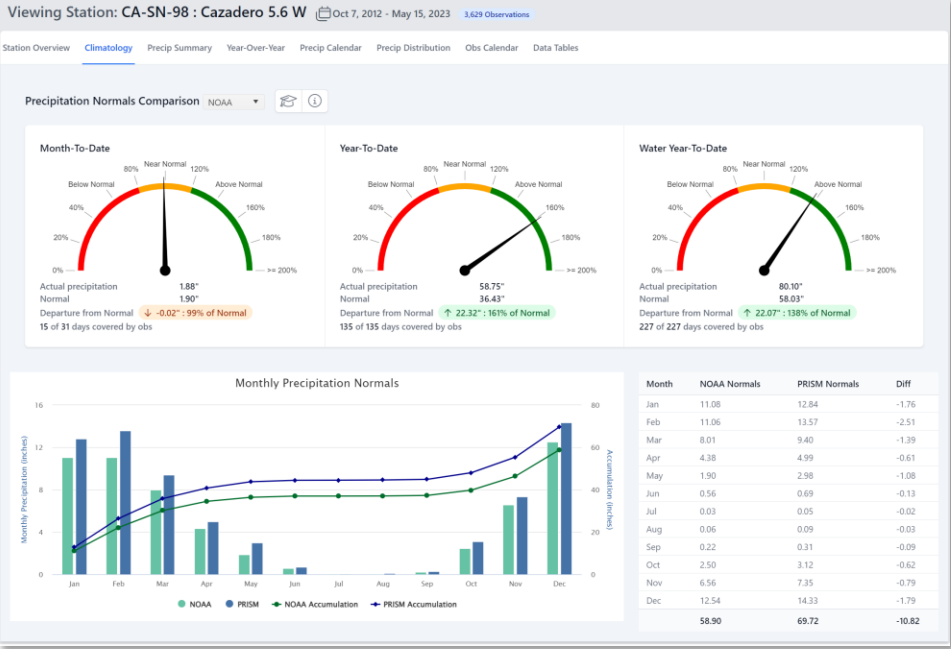 Viewing Station: CA-SN-98 : Cazadero 5.6 W Oct 7, 2012 - May 15, 2023 3,629 Observations
Station Overview Climatology Precip Summary Year-Over-Year Precip Calendar Precip Distribution Obs Calendar Data Tables
Precipitation Normals Comparison NOAA
Month-To-Date
Near Normal
80% 120%
Below Normal Above Normal
40% 160%
20% 180%
0% >= 200%
Actual precipitation 1.88"
Normal 1.90"
Departure from Normal ↓ -0.02" : 99% of Normal
15 of 31 days covered by obs
Year-To-Date
Near Normal
80% 120%
Below Normal Above Normal
40% 160%
20% 180%
0% >= 200%
Actual precipitation 58.75"
Normal 36.43"
Departure from Normal ↑ 22.32" : 161% of Normal
135 of 135 days covered by obs
Water Year-To-Date
Near Normal
80% 120%
Below Normal Above Normal
40% 160%
20% 180%
0% >= 200%
Actual precipitation 80.10"
Normal 58.03"
Departure from Normal ↑ 22.07" : 138% of Normal
227 of 227 days covered by obs
Monthly Precipitation Normals
Monthly Precipitation (inches)
16
12
8
4
0
80
60
40
20
0
Accumulation (inches)
Jan Feb Mar Apr May Jun Jul Aug Sep Oct Nov Dec
NOAA PRISM NOAA Accumulation PRISM Accumulation
Month NOAA Normals PRISM Normals Diff
Jan 11.08 12.84 -1.76
Feb 11.06 13.57 -2.51
Mar 8.01 9.40 -1.39
Apr 4.38 4.99 -0.61
May 1.90 2.98 -1.08
Jun 0.56 0.69 -0.13
Jul 0.03 0.05 -0.02
Aug 0.06 0.09 -0.03
Sep 0.22 0.31 -0.09
Oct 2.50 3.12 -0.62
Nov 6.56 7.35 -0.79
Dec 12.54 14.33 -1.79
58.90 69.72 -10.82